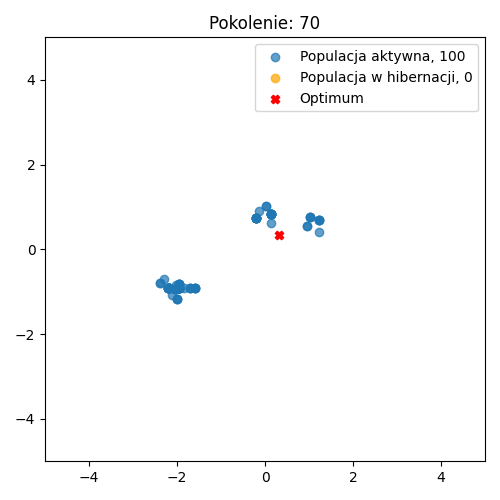 Pokolenie: 70
Populacja aktywna, 100
Populacja w hibernacji, 0
Optimum
4
2
0
−2
−4
−4 −2 0 2 4